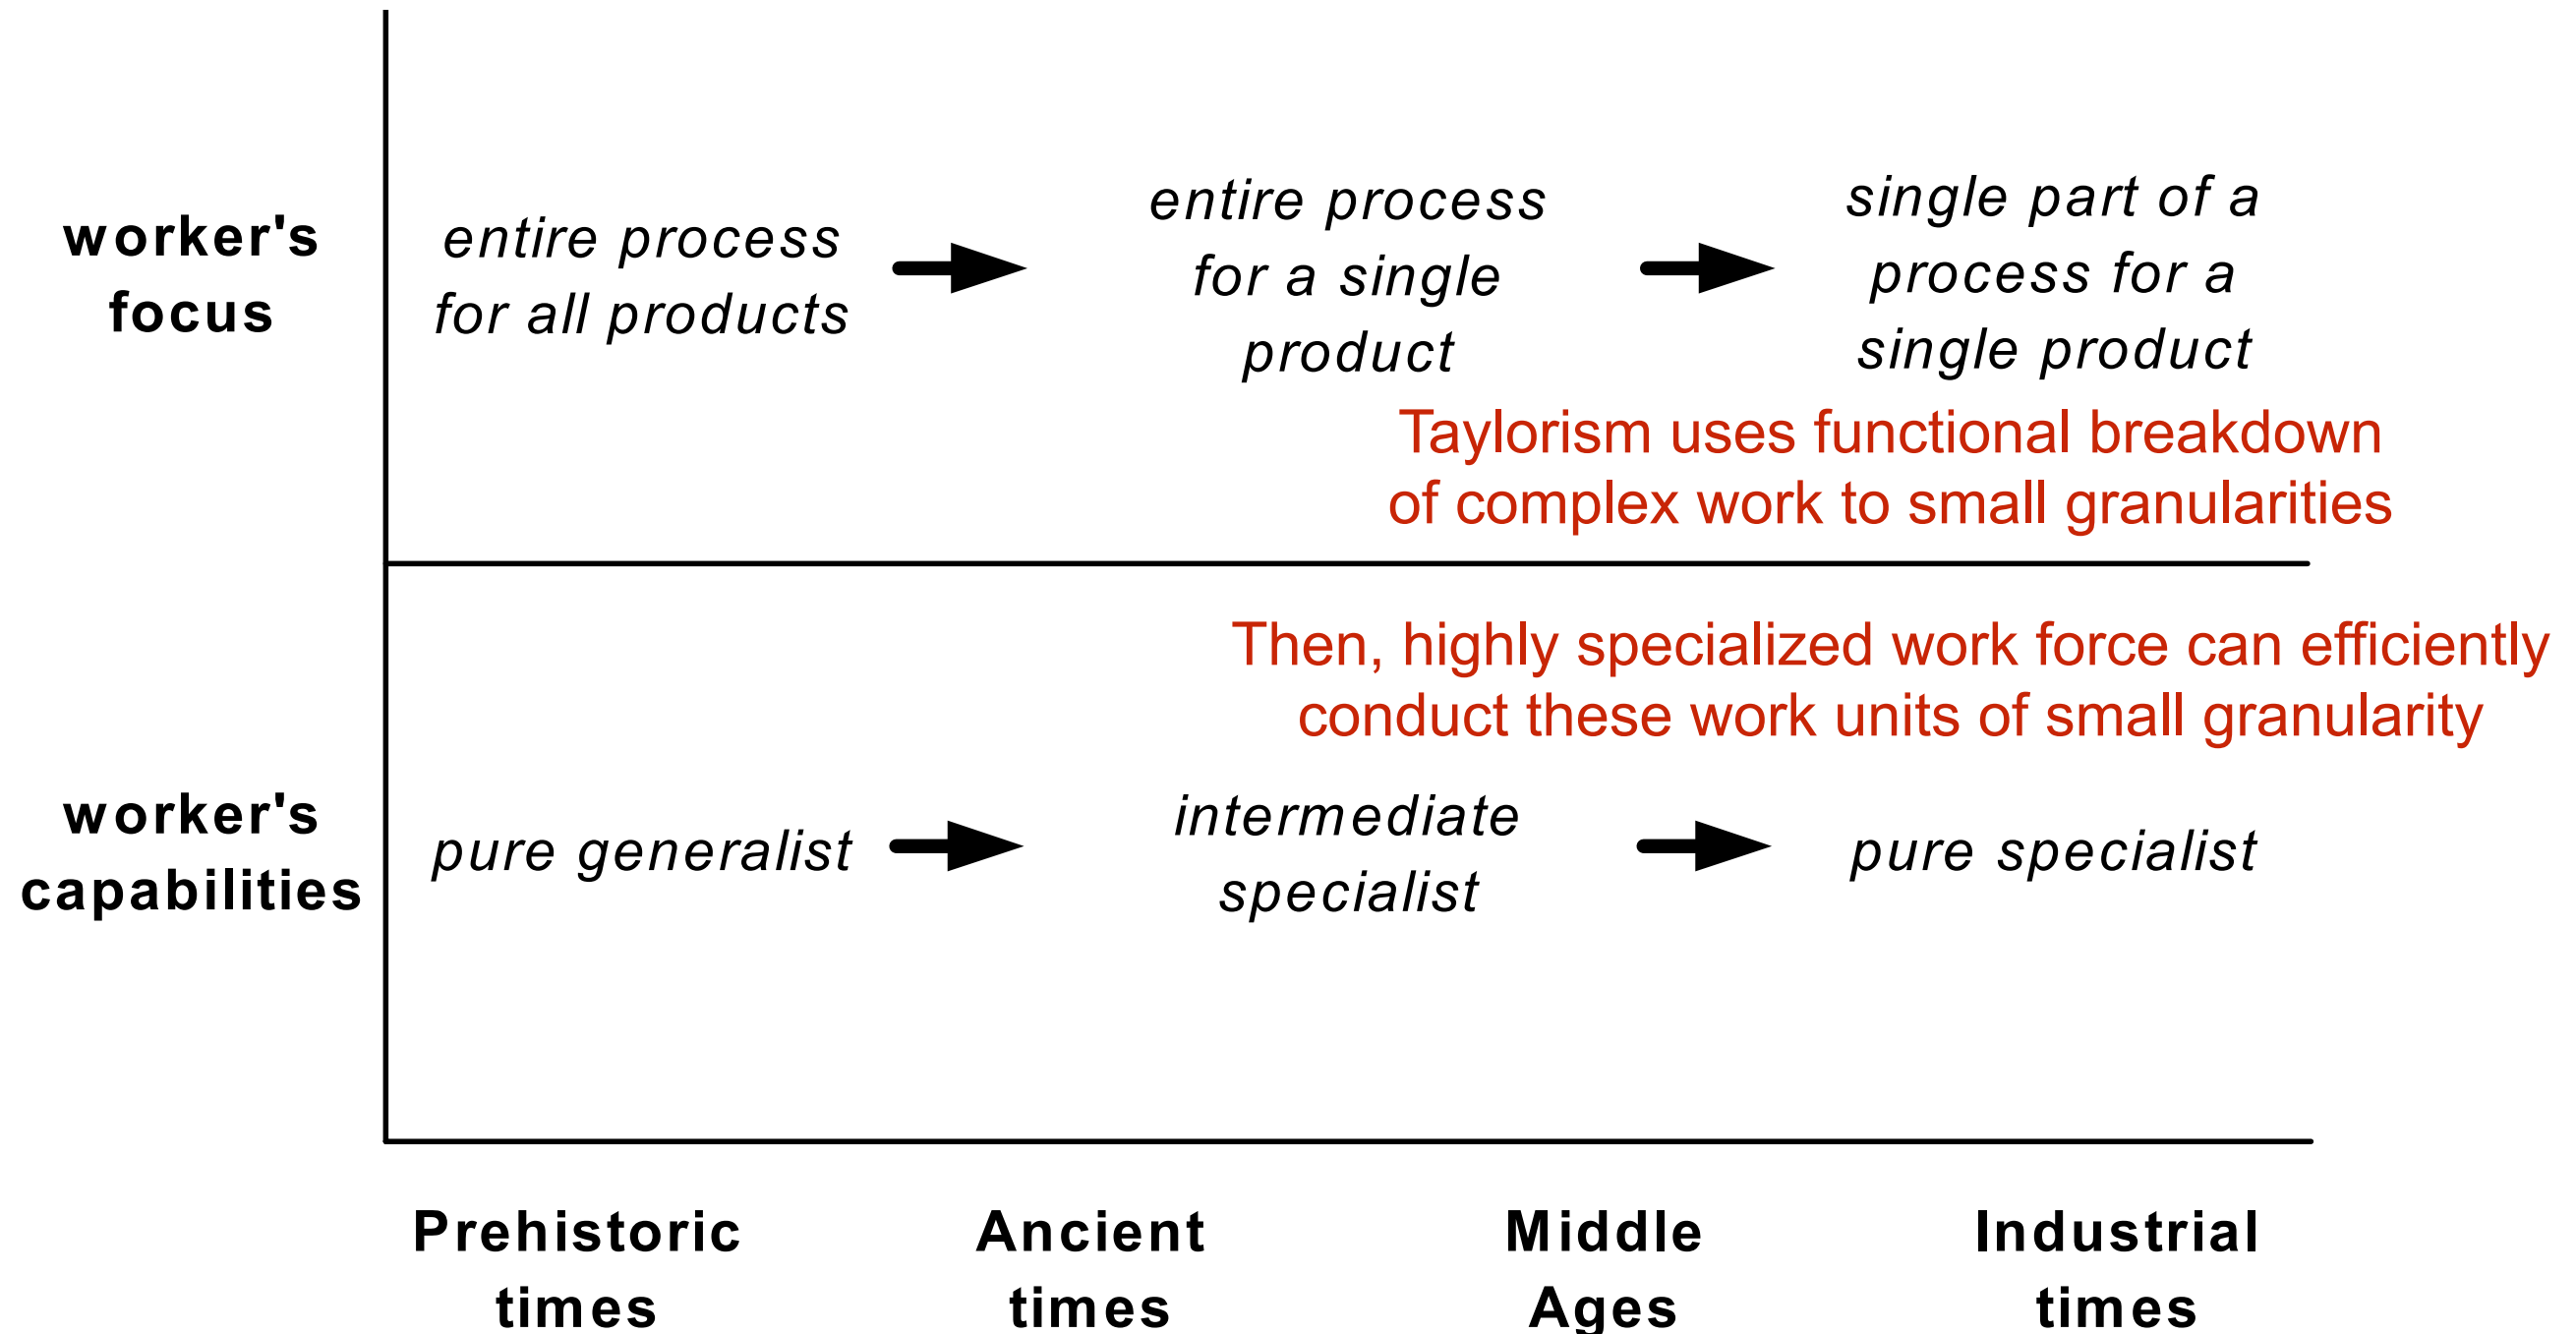 worker's
focus
entire process
for all products
entire process
for a single
product
single part of a
process for a
single product
Taylorism uses functional breakdown
of complex work to small granularities
Then, highly specialized work force can efficiently
conduct these work units of small granularity
worker's
capabilities
pure generalist
intermediate
specialist
pure specialist
Prehistoric
times
Ancient
times
Middle
Ages
Industrial
times